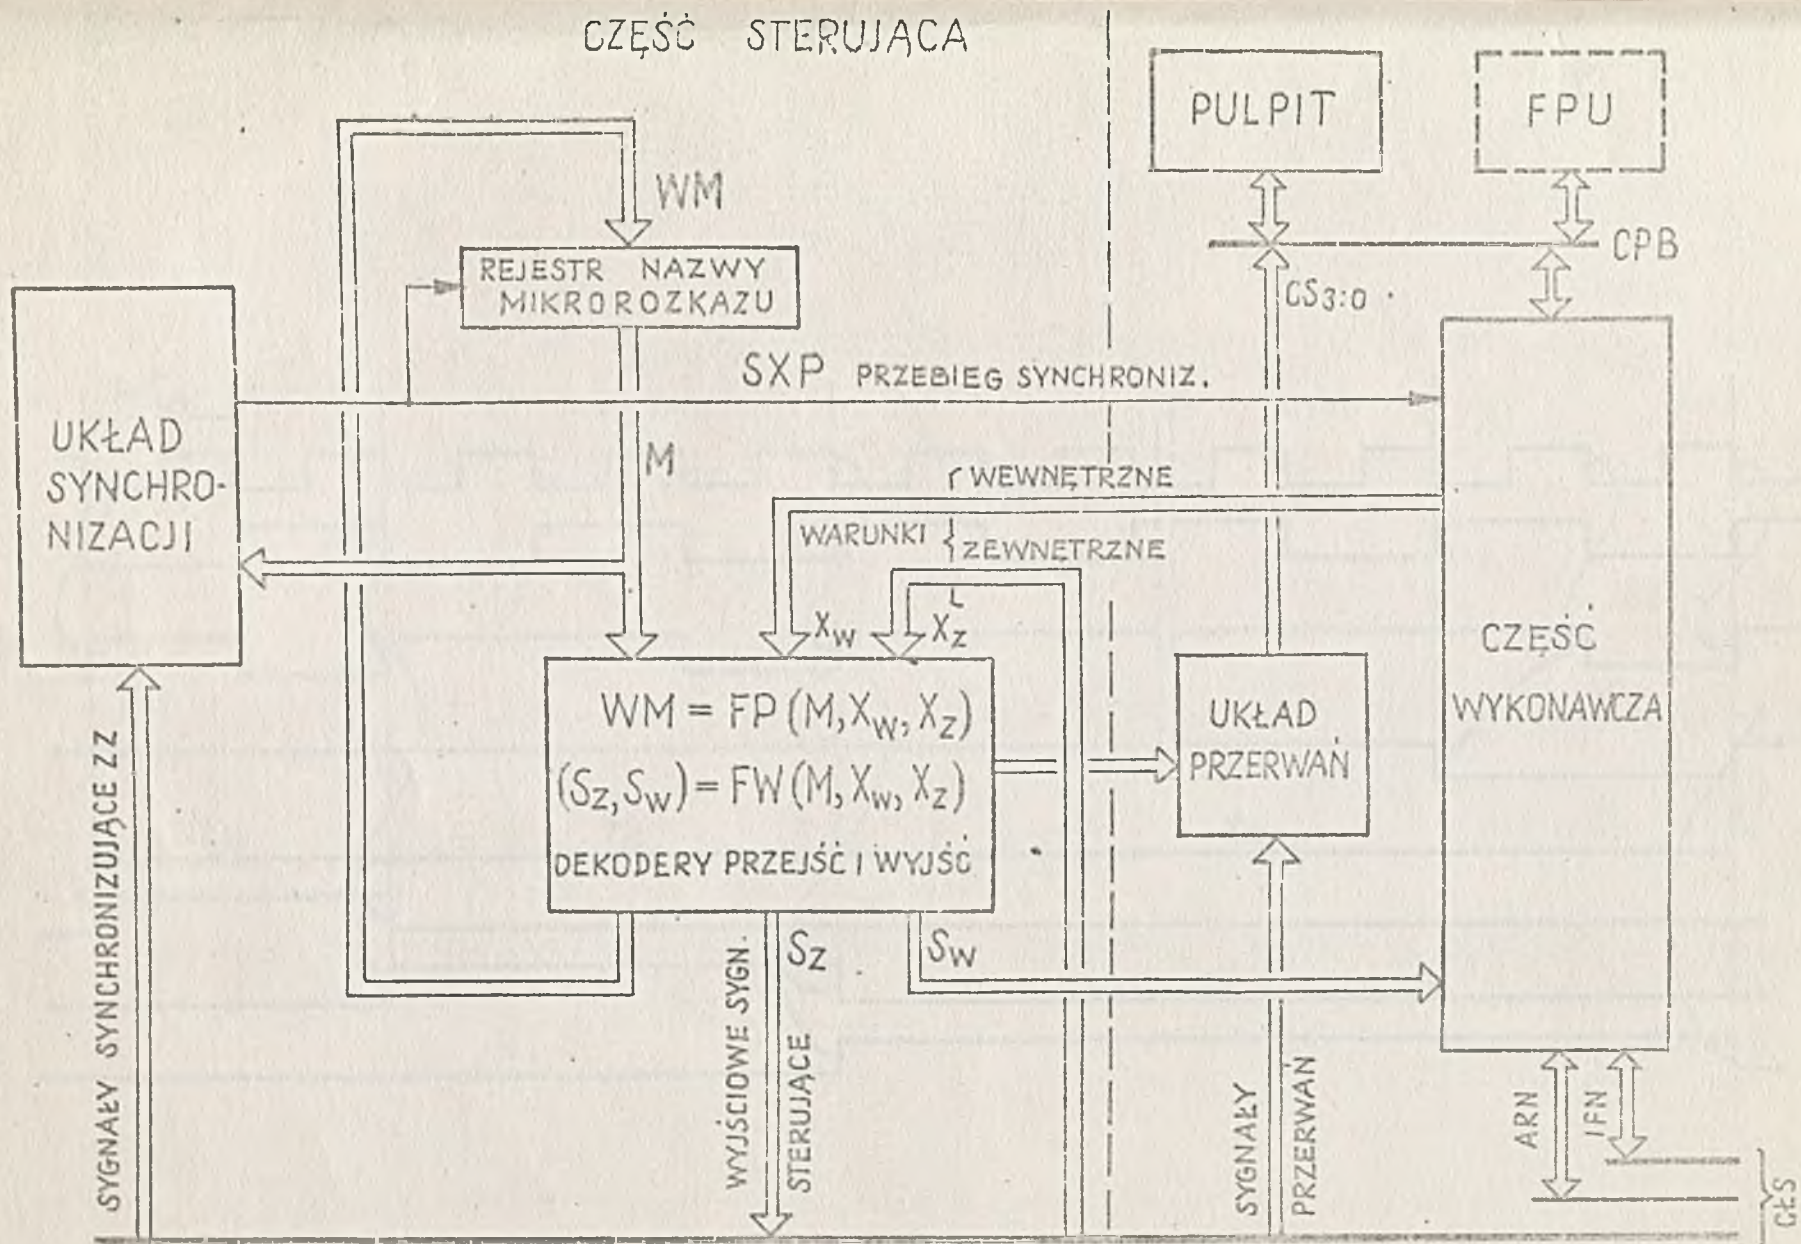 CZĘŚĆ STERUJĄCA
PULPIT
FPU
WM
CPB
REJESTR NAZWY
MIKROROZKAZU
CS3:0
SXP PRZEBIEG SYNCHRONIZ.
UKŁAD
SYNCHRO-
NIZACJI
M
WEWNĘTRZNE
WARUNKI
ZEWNĘTRZNE
XW
XZ
CZĘŚĆ
WYKONAWCZA
WM = FP (M, XW, XZ)
(SZ, SW) = FW (M, XW, XZ)
DEKODERY PRZEJŚĆ I WYJŚĆ
UKŁAD
PRZERWAŃ
SYGNAŁY SYNCHRONIZUJĄCE ZZ
SZ
SW
WYJŚCIOWE SYGN.
STERUJĄCE
SYGNAŁY
PRZERWAŃ
ARN
IFN
GŁS